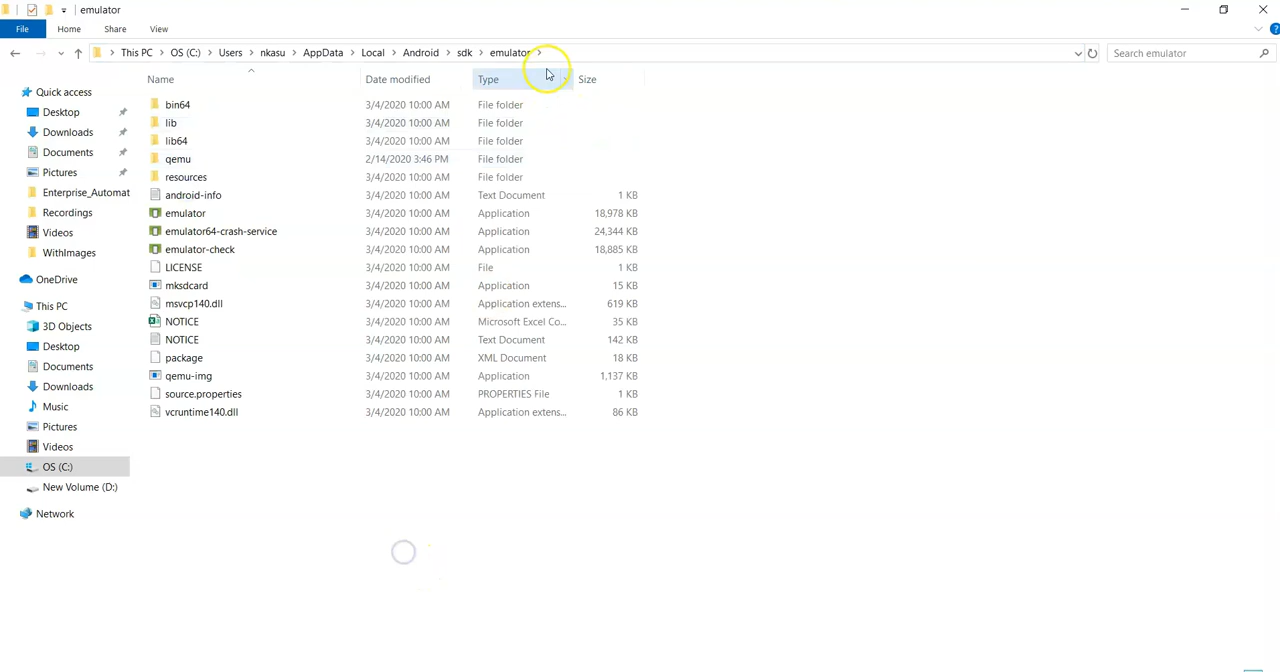 emulator
File Home Share View
This PC OS (C:) Users nkasu AppData Local Android sdk emulator Search emulator
Name Date modified Type Size
Quick access
Desktop
Downloads
Documents
Pictures
Enterprise_Automat
Recordings
Videos
WithImages
OneDrive
This PC
3D Objects
Desktop
Documents
Downloads
Music
Pictures
Videos
OS (C:)
New Volume (D:)
Network
bin64 3/4/2020 10:00 AM File folder
lib 3/4/2020 10:00 AM File folder
lib64 3/4/2020 10:00 AM File folder
qemu 2/14/2020 3:46 PM File folder
resources 3/4/2020 10:00 AM File folder
android-info 3/4/2020 10:00 AM Text Document 1 KB
emulator 3/4/2020 10:00 AM Application 18,978 KB
emulator64-crash-service 3/4/2020 10:00 AM Application 24,344 KB
emulator-check 3/4/2020 10:00 AM Application 18,885 KB
LICENSE 3/4/2020 10:00 AM File 1 KB
mksdcard 3/4/2020 10:00 AM Application 15 KB
msvcp140.dll 3/4/2020 10:00 AM Application extens... 619 KB
NOTICE 3/4/2020 10:00 AM Microsoft Excel Co... 35 KB
NOTICE 3/4/2020 10:00 AM Text Document 142 KB
package 3/4/2020 10:00 AM XML Document 18 KB
qemu-img 3/4/2020 10:00 AM Application 1,137 KB
source.properties 3/4/2020 10:00 AM PROPERTIES File 1 KB
vcruntime140.dll 3/4/2020 10:00 AM Application extens... 86 KB